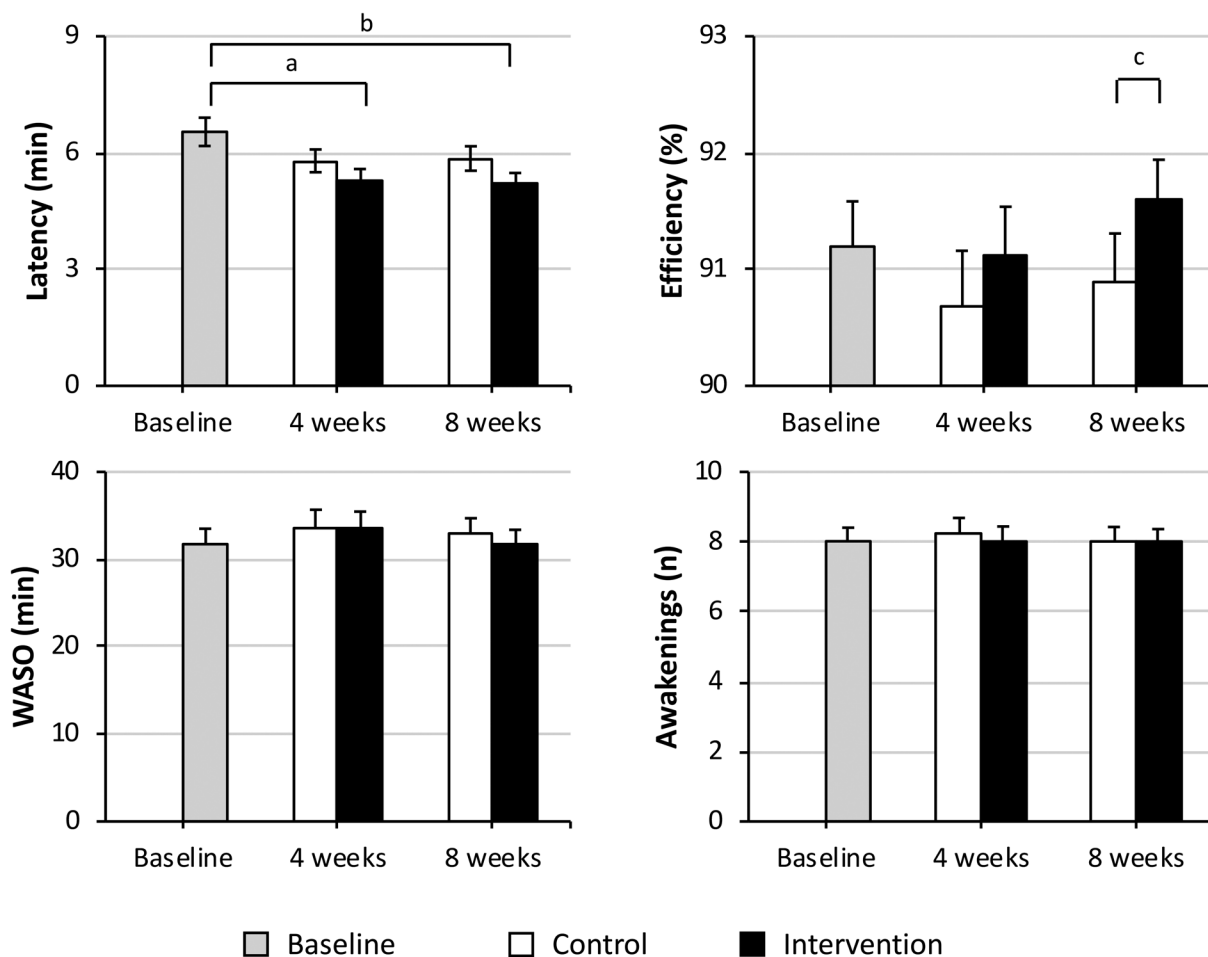 Latency (min)
9
6
3
0
b
a
Baseline 4 weeks 8 weeks
Efficiency (%)
93
92
91
90
c
Baseline 4 weeks 8 weeks
WASO (min)
40
30
20
10
0
Baseline 4 weeks 8 weeks
Awakenings (n)
10
8
6
4
2
0
Baseline 4 weeks 8 weeks
Baseline Control Intervention